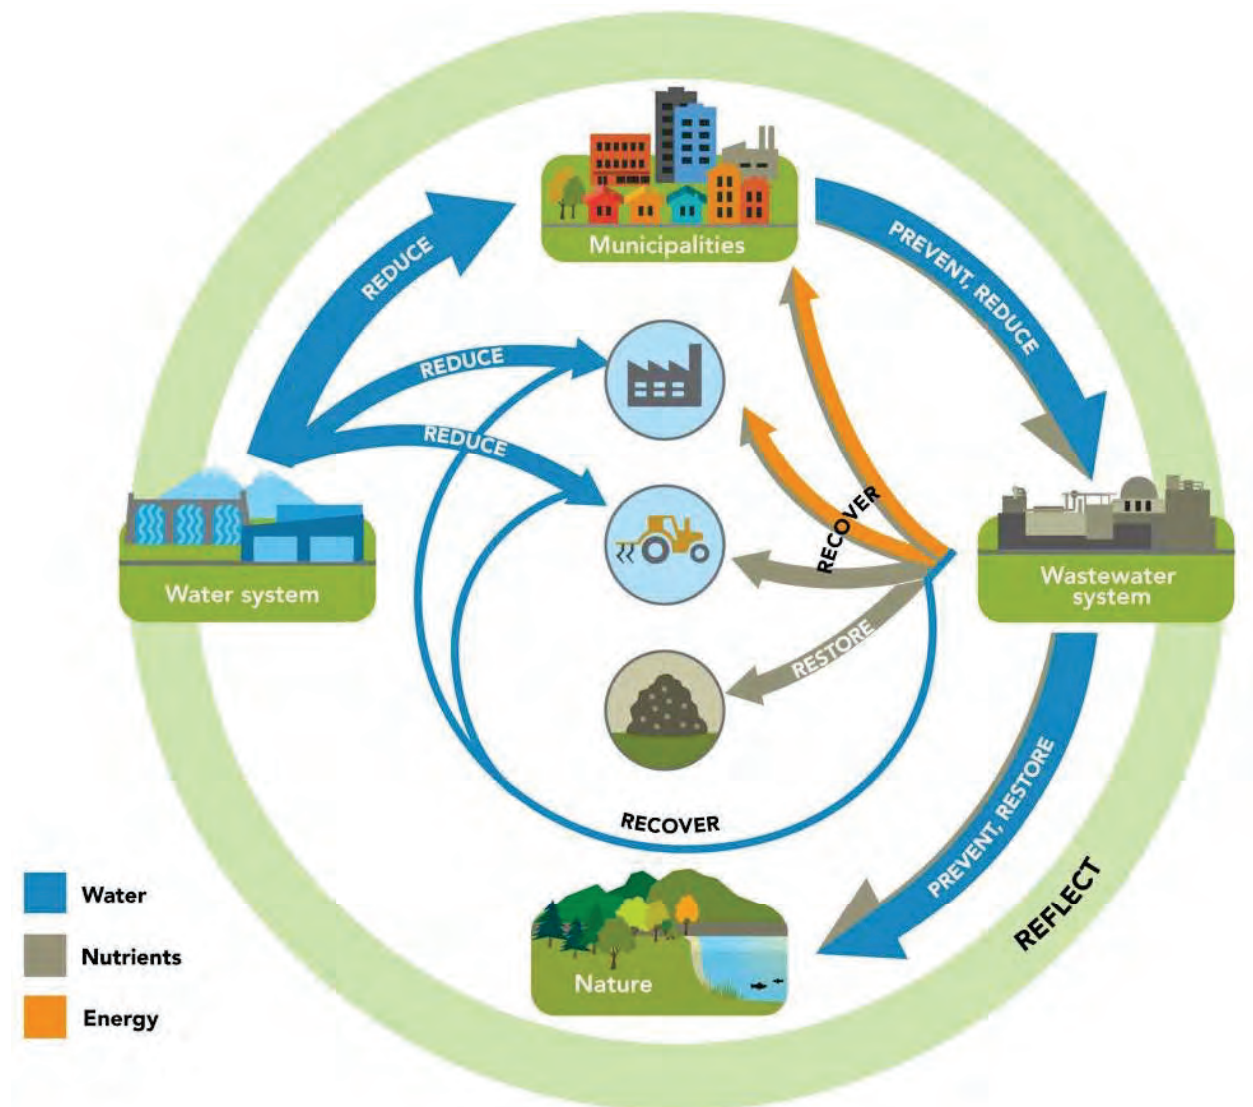 Municipalities
REDUCE
PREVENT, REDUCE
REDUCE
REDUCE
RECOVER
Water system
Wastewater
system
RESTORE
PREVENT, RESTORE
RECOVER
REFLECT
Water
Nutrients
Energy
Nature